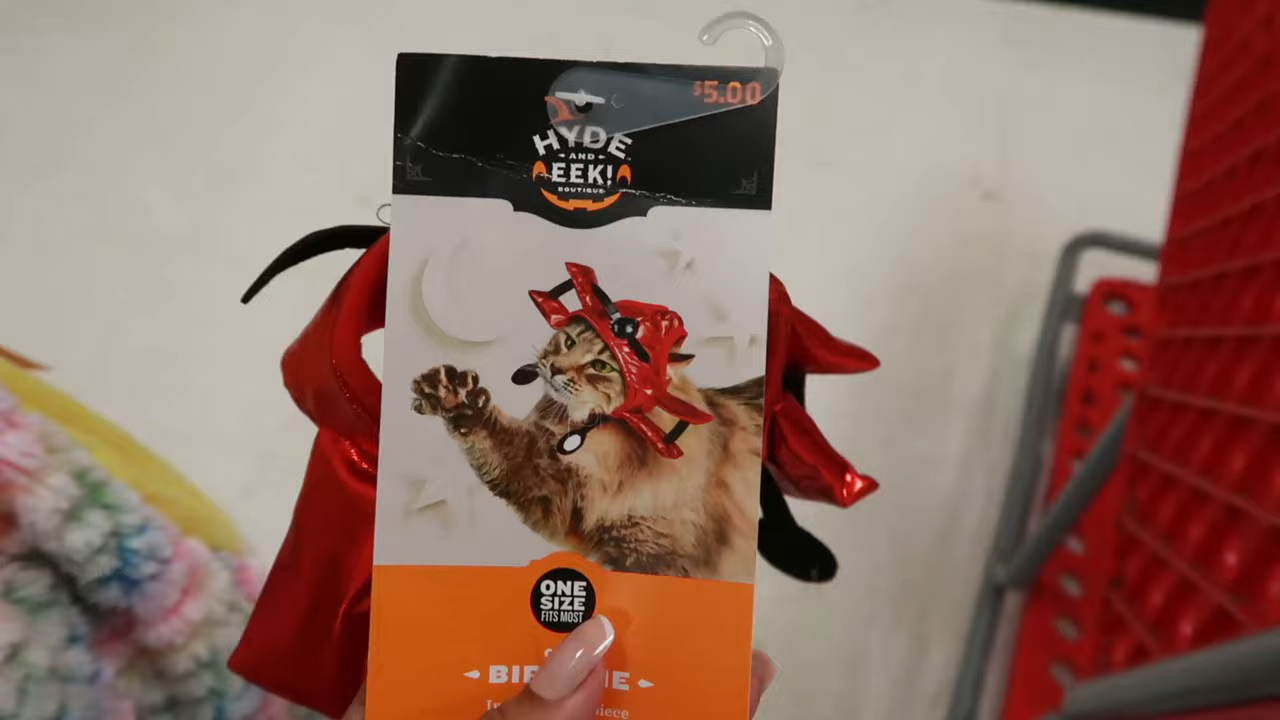 $5.00
HYDE
AND
EEK!
BOUTIQUE
ONE
SIZE
FITS MOST